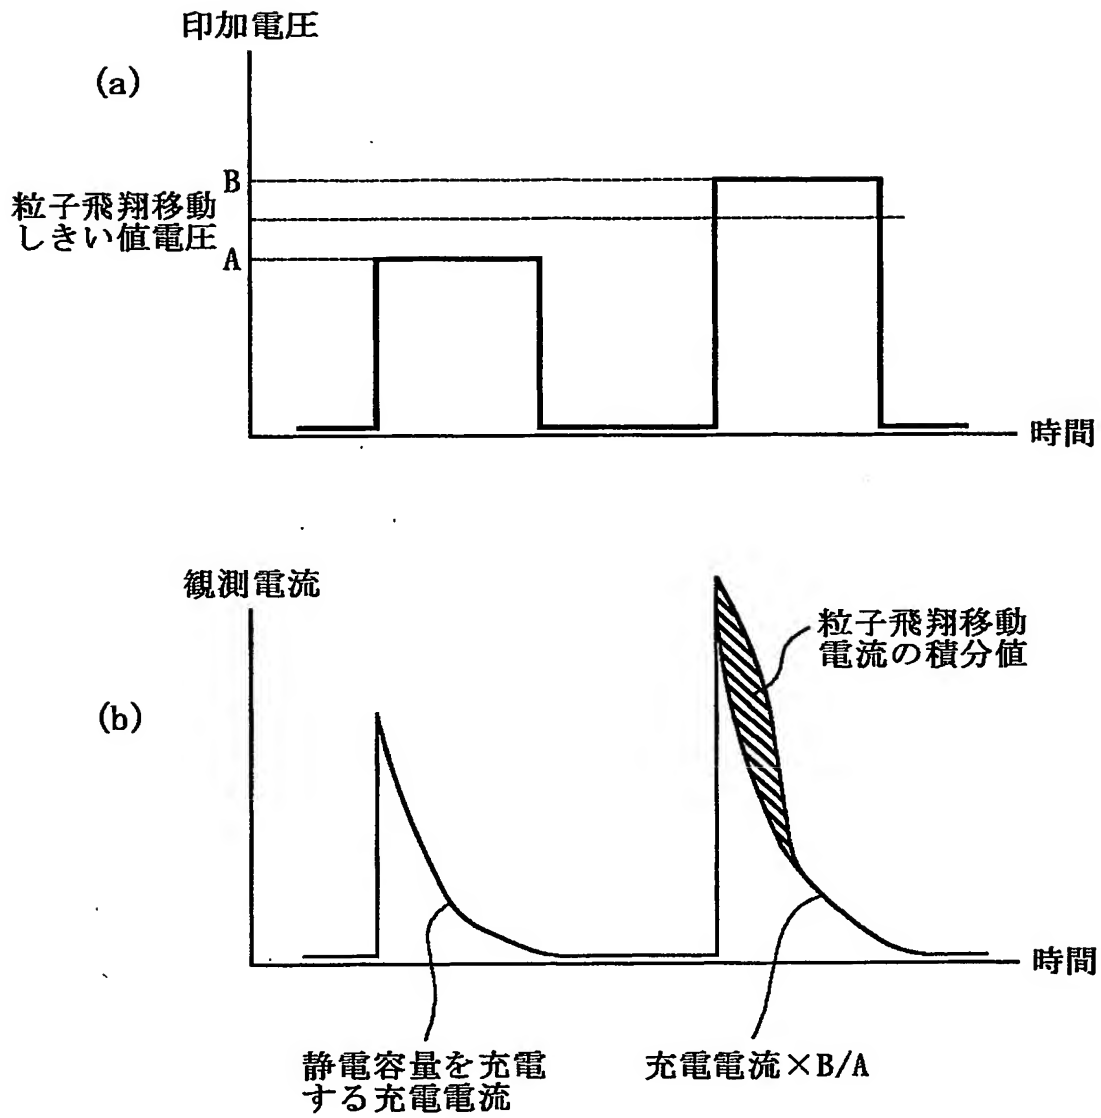 印加電圧
(a)
B
粒子飛翔移動
しきい値電圧
A
時間
観測電流
粒子飛翔移動
電流の積分値
(b)
時間
静電容量を充電
する充電電流
充電電流×B/A